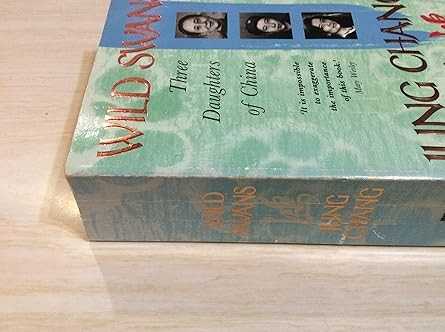 WILD SWAN
Three
Daughters
of China
'It is impossible
to exaggerate
the importance
of this book'
Mary Wesley
JUNG CHANG
WILD
SWANS
JUNG
CHANG